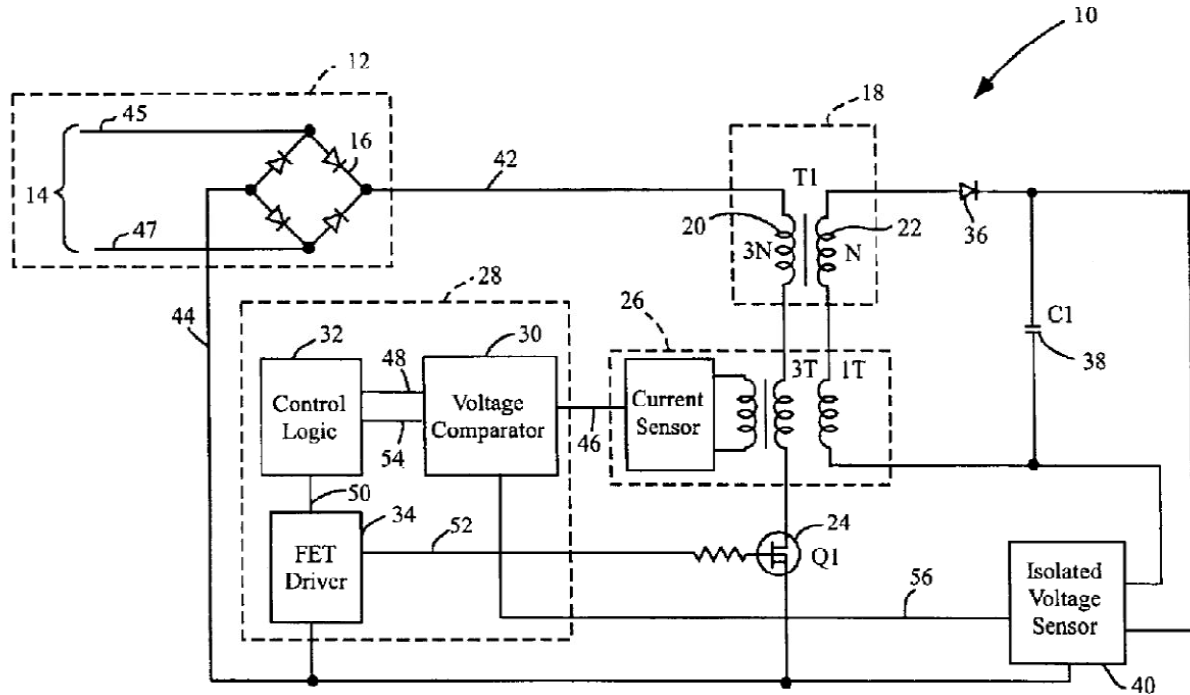 10
12
45
16
14
47
42
18
T1
20
22
3N
N
36
C1
38
44
28
32
30
26
3T
1T
Control
Logic
48
54
Voltage
Comparator
46
Current
Sensor
50
34
FET
Driver
52
24
Q1
56
Isolated
Voltage
Sensor
40